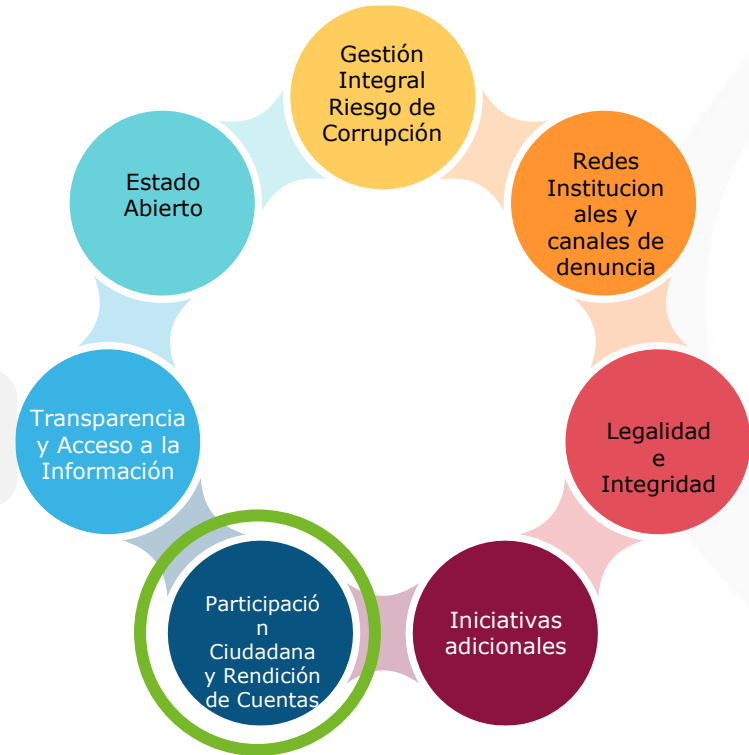 Gestión
Integral
Riesgo de
Corrupción
Redes
Institucion
ales y
canales de
denuncia
Legalidad
e
Integridad
Iniciativas
adicionales
Participació
n
Ciudadana
y Rendición
de Cuentas
Transparencia
y Acceso a la
Información
Estado
Abierto